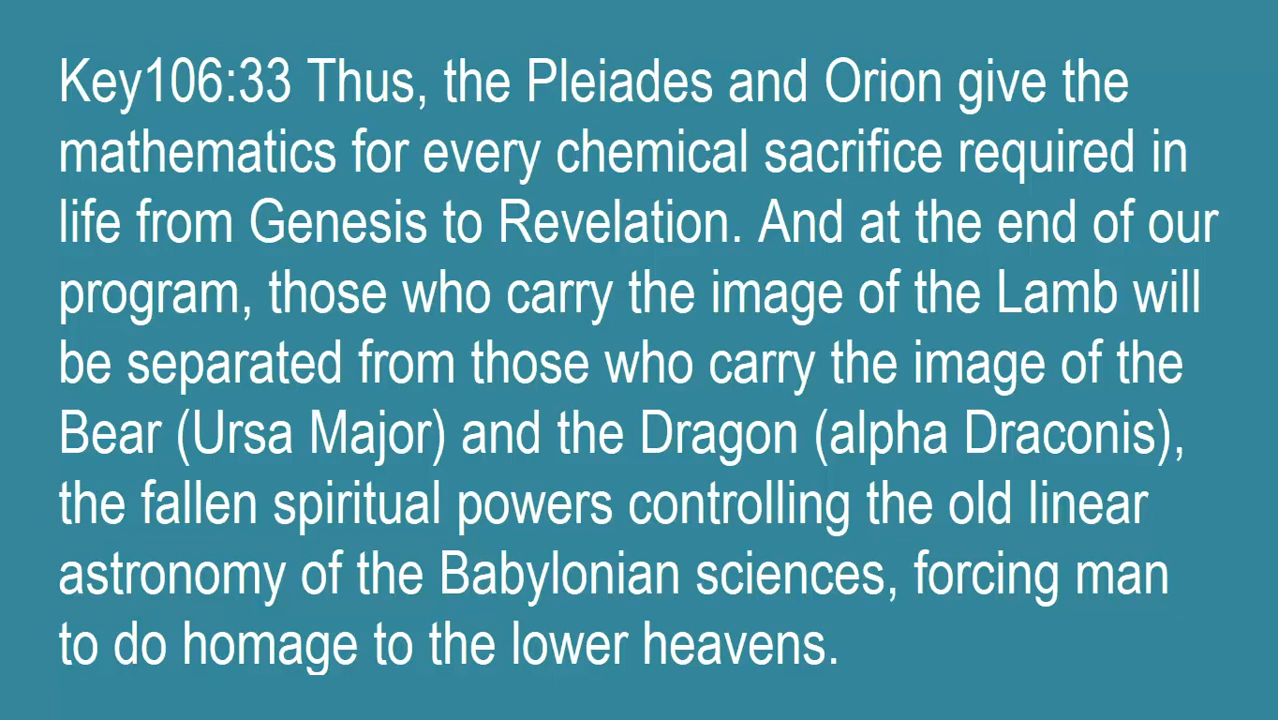 Key106:33 Thus, the Pleiades and Orion give the
mathematics for every chemical sacrifice required in
life from Genesis to Revelation. And at the end of our
program, those who carry the image of the Lamb will
be separated from those who carry the image of the
Bear (Ursa Major) and the Dragon (alpha Draconis),
the fallen spiritual powers controlling the old linear
astronomy of the Babylonian sciences, forcing man
to do homage to the lower heavens.